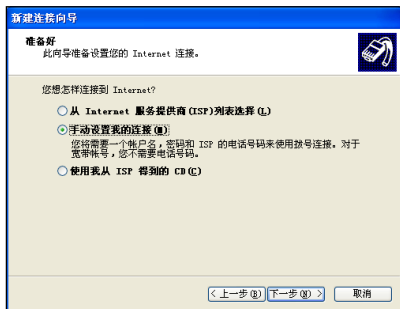 新建连接向导
准备好
此向导准备设置您的 Internet 连接。
您想怎样连接到 Internet?
从 Internet 服务提供商(ISP)列表选择(L)
手动设置我的连接(M)
您将需要一个帐户名，密码和 ISP 的电话号码来使用拨号连接。对于
宽带帐号，您不需要电话号码。
使用我从 ISP 得到的 CD(C)
< 上一步(B) 下一步(N) > 取消